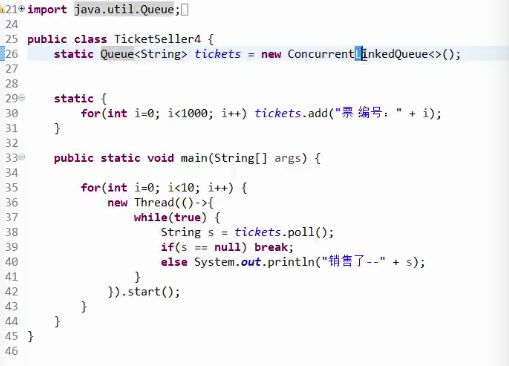 21 import java.util.Queue;
24
25 public class TicketSeller4 {
26 static Queue<String> tickets = new ConcurrentLinkedQueue<>();
27
28
29 static {
30 for(int i=0; i<1000; i++) tickets.add("票 编号：" + i);
31 }
32
33 public static void main(String[] args) {
34
35 for(int i=0; i<10; i++) {
36 new Thread(()->{
37 while(true) {
38 String s = tickets.poll();
39 if(s == null) break;
40 else System.out.println("销售了--" + s);
41 }
42 }).start();
43 }
44 }
45 }
46